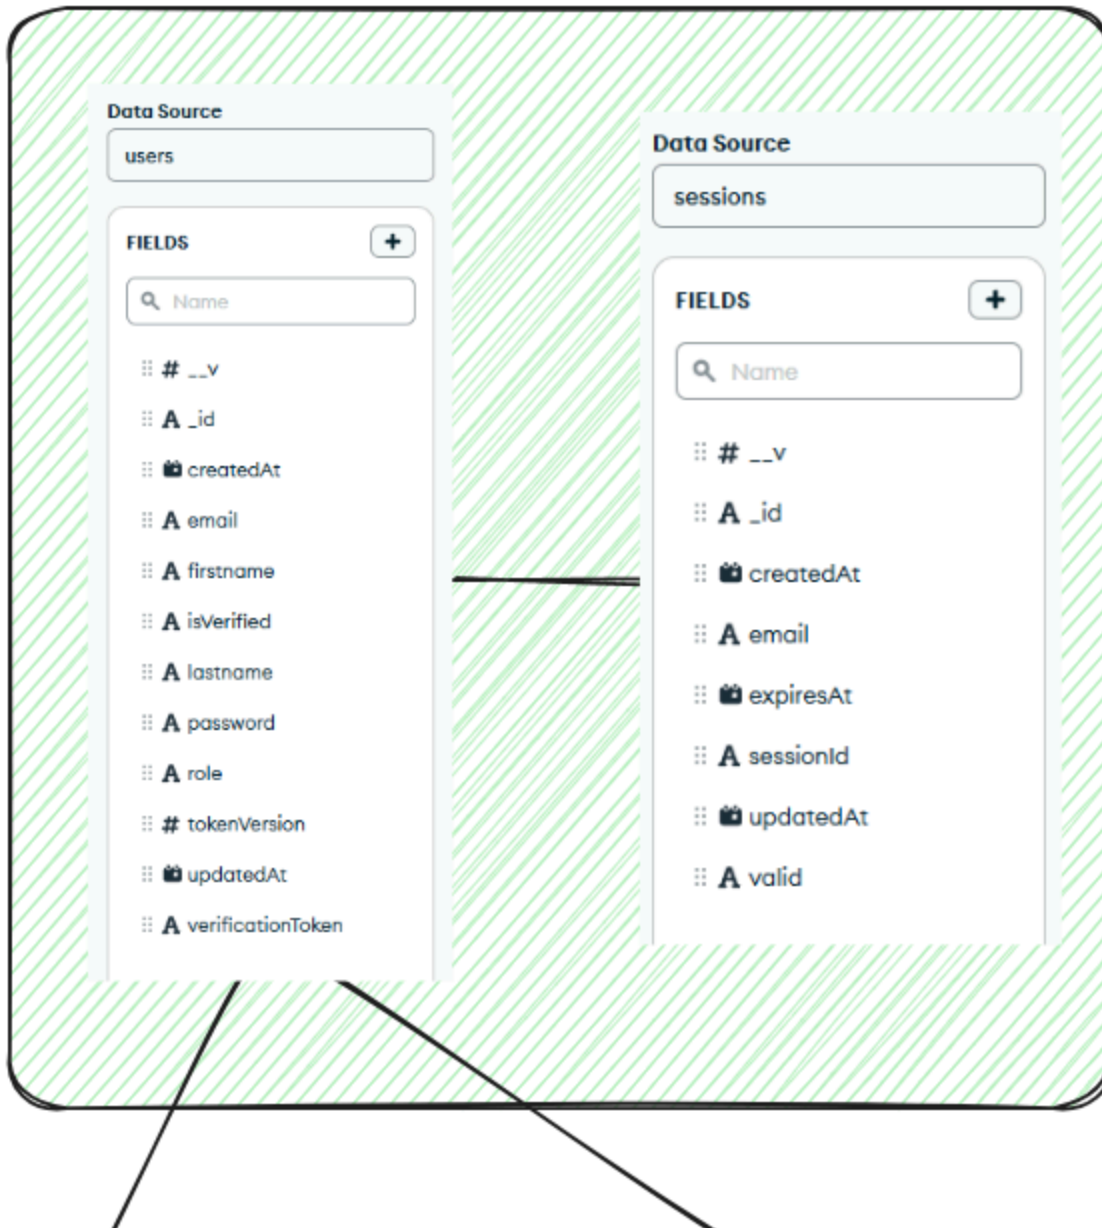 Data Source
users
FIELDS
+
Name
# __v
A _id
createdAt
A email
A firstname
A isVerified
A lastname
A password
A role
# tokenVersion
updatedAt
A verificationToken
Data Source
sessions
FIELDS
+
Name
# __v
A _id
createdAt
A email
expiresAt
A sessionId
updatedAt
A valid